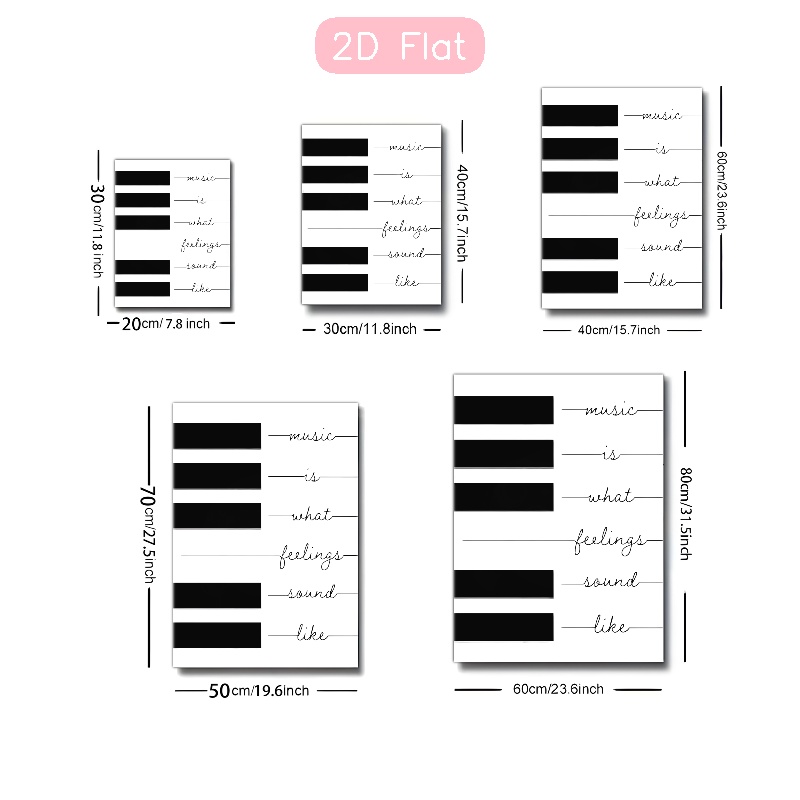 2D Flat
30cm/11.8 inch
music
is
what
feelings
sound
like
20cm/7.8 inch
music
is
what
feelings
sound
like
40cm/15.7inch
30cm/11.8inch
music
is
what
feelings
sound
like
60cm/23.6inch
40cm/15.7inch
70cm/27.5inch
music
is
what
feelings
sound
like
50cm/19.6inch
music
is
what
feelings
sound
like
80cm/31.5inch
60cm/23.6inch